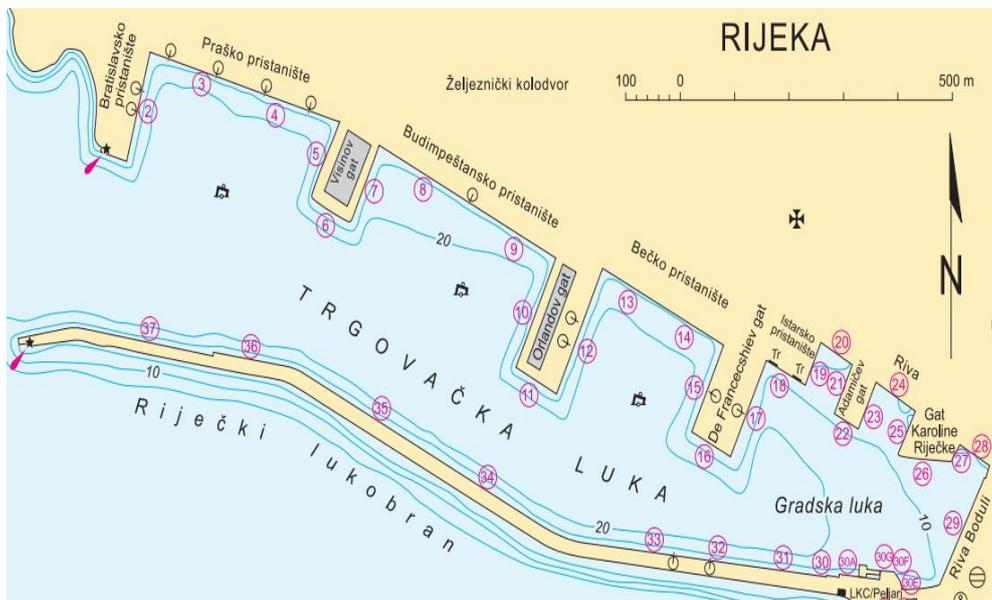 RIJEKA
Bratislavsko
pristanište
Praško pristanište
Željeznički kolodvor
100 0 500 m
2
3
4
5
Visinov
gat
6
7
Budimpeštansko pristanište
8
9
20
10
Orlandov gat
11
12
Bečko pristanište
13
14
15
De Francecshiev gat
16
17
18
Tr
Tr
Istarsko
pristanište
19
20
21
22
Adamićev
gat
23
Riva
24
25
Gat
Karoline
Riječke
26
27
28
29
Riva Boduli
N
TRGOVAČKA
LUKA
Gradska luka
10
37
36
35
34
20
33
32
31
30
30A
30G
30F
30E
LKC/Peljar
10
Riječki
lukobran